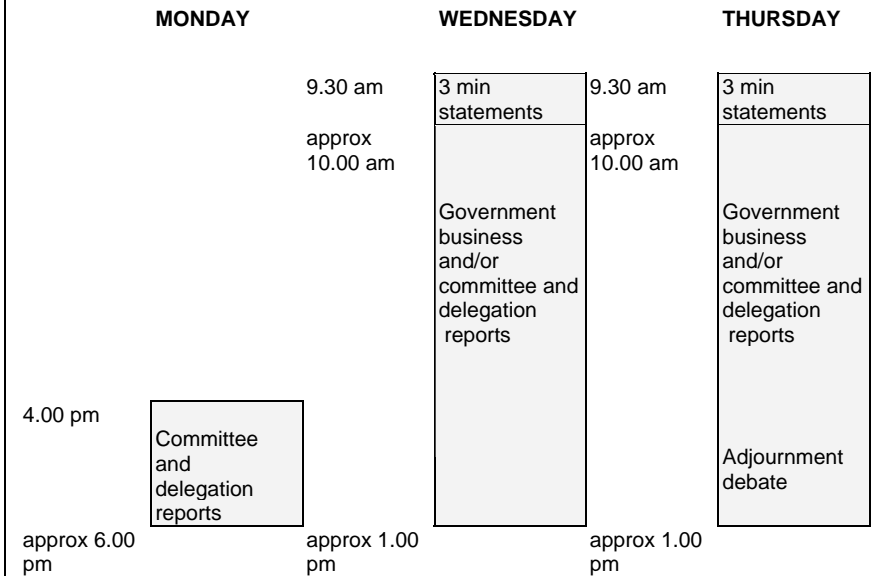 MONDAY
WEDNESDAY
THURSDAY
9.30 am
3 min
statements
9.30 am
3 min
statements
approx
10.00 am
approx
10.00 am
Government
business
and/or
committee and
delegation
reports
Government
business
and/or
committee and
delegation
reports
4.00 pm
Committee
and
delegation
reports
Adjournment
debate
approx 6.00
pm
approx 1.00
pm
approx 1.00
pm